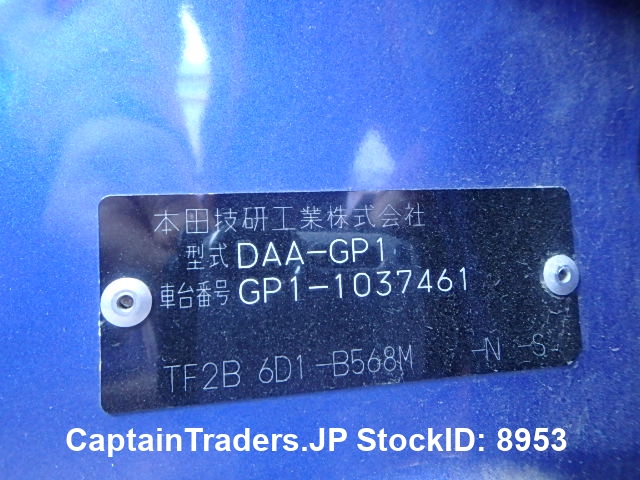 本田技研工業株式会社
型式 DAA-GP1
車台番号 GP1-1037461
TF2B 6D1-B568M -N -S
CaptainTraders.JP StockID: 8953